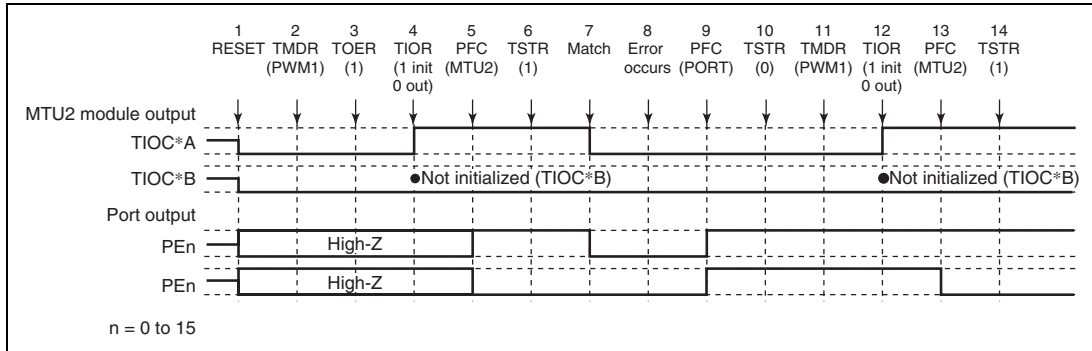 1 2 3 4 5 6 7 8 9 10 11 12 13 14
RESET TMDR TOER TIOR PFC TSTR Match Error PFC TSTR TMDR TIOR PFC TSTR
(PWM1) (1) (1 init (MTU2) (1) occurs (PORT) (0) (PWM1) (1 init (MTU2) (1)
0 out) 0 out)
MTU2 module output
TIOC*A
TIOC*B ●Not initialized (TIOC*B) ●Not initialized (TIOC*B)
Port output
PEn High-Z
PEn High-Z
n = 0 to 15